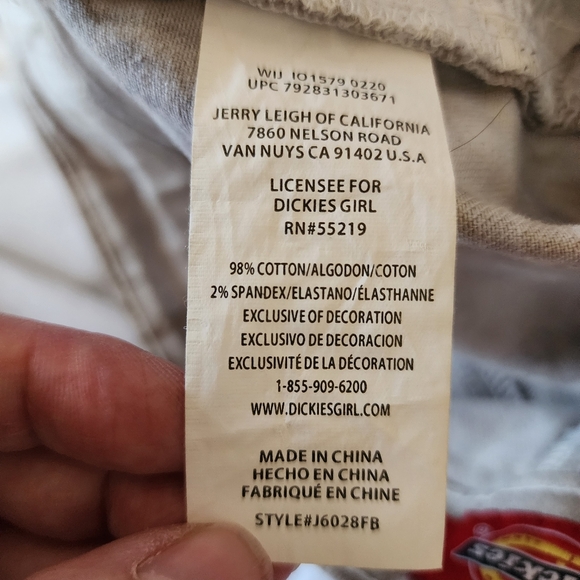 WIJ IO1579 0220
UPC 792831303671
JERRY LEIGH OF CALIFORNIA
7860 NELSON ROAD
VAN NUYS CA 91402 U.S.A
LICENSEE FOR
DICKIES GIRL
RN#55219
98% COTTON/ALGODON/COTON
2% SPANDEX/ELASTANO/ÉLASTHANNE
EXCLUSIVE OF DECORATION
EXCLUSIVO DE DECORACION
EXCLUSIVITÉ DE LA DÉCORATION
1-855-909-6200
WWW.DICKIESGIRL.COM
MADE IN CHINA
HECHO EN CHINA
FABRIQUÉ EN CHINE
STYLE#J6028FB